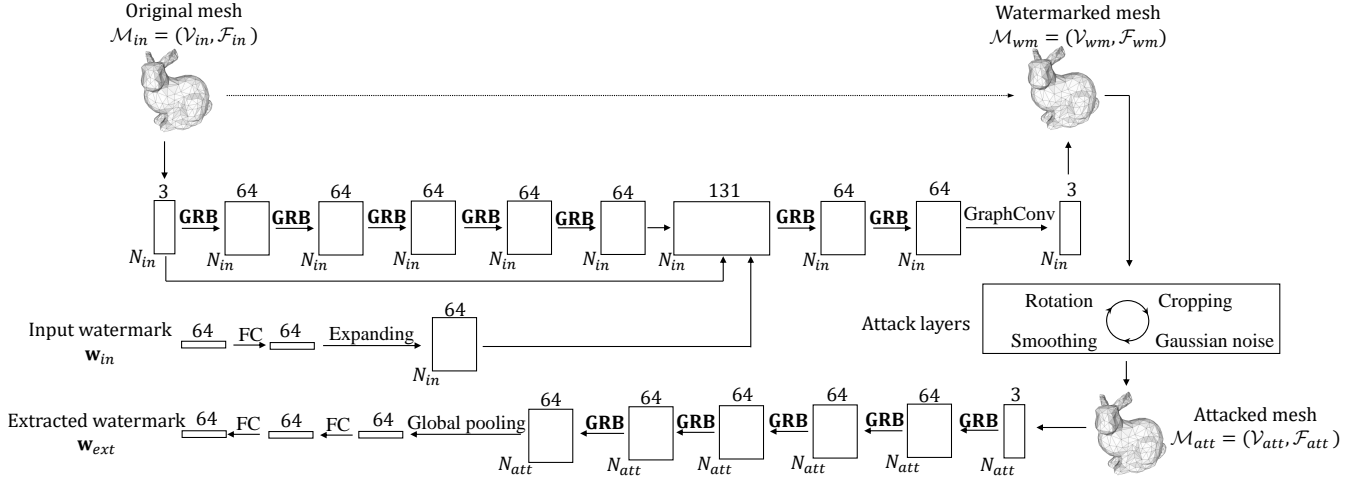 Original mesh
ℳ_in = (𝒱_in, ℱ_in)
Watermarked mesh
ℳ_wm = (𝒱_wm, ℱ_wm)
3 64 64 64 64 64 131 64 64 3
GRB GRB GRB GRB GRB GRB GRB GraphConv
N_in N_in N_in N_in N_in N_in N_in N_in N_in N_in
Input watermark
w_in
64 FC 64 Expanding 64
N_in
Attack layers
Rotation Cropping
Smoothing Gaussian noise
Extracted watermark
w_ext
64 FC 64 FC 64 Global pooling 64 GRB 64 GRB 64 GRB 64 GRB 64 GRB 3
N_att N_att N_att N_att N_att N_att
Attacked mesh
ℳ_att = (𝒱_att, ℱ_att)